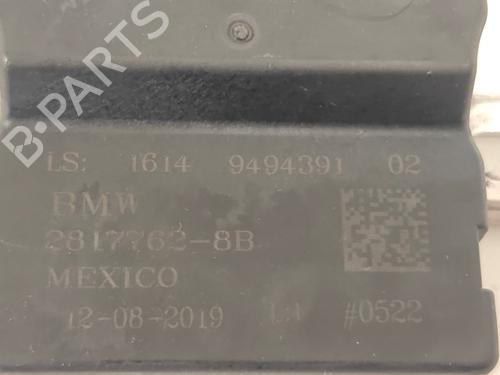 B-PARTS
LS: 1614 9494391 02
BMW
2817762-8B
MEXICO
12-08-2019 #0522